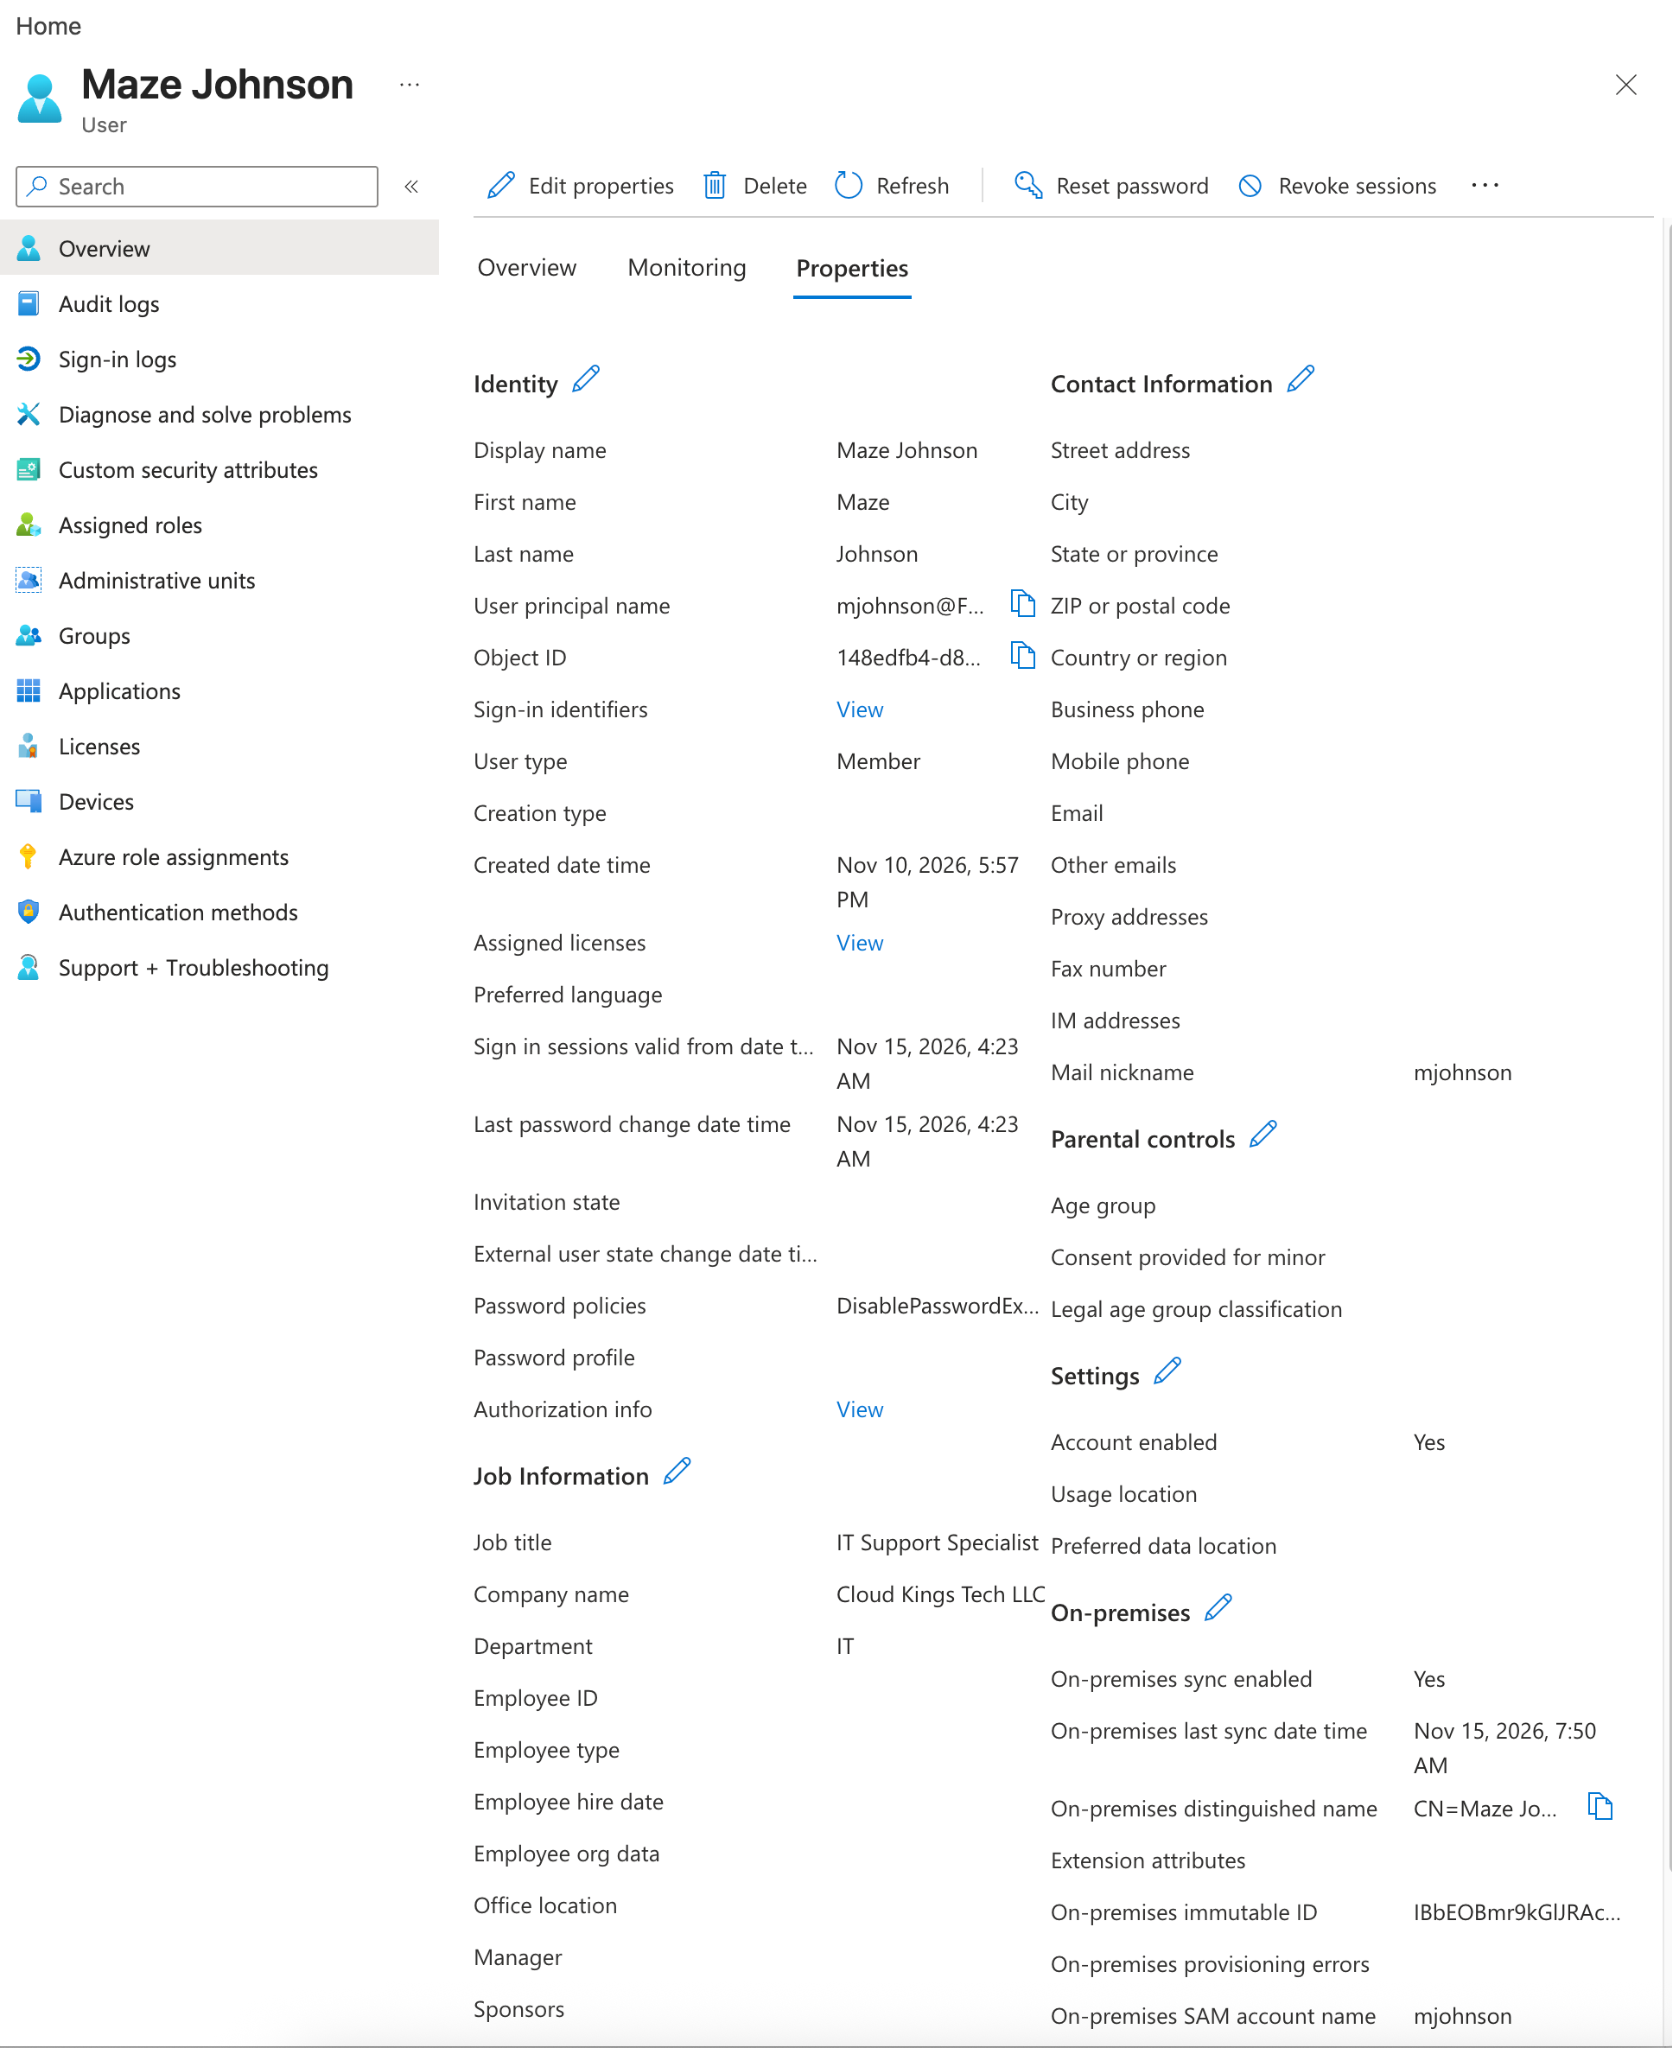 Home
Maze Johnson
User
Search
Overview
Audit logs
Sign-in logs
Diagnose and solve problems
Custom security attributes
Assigned roles
Administrative units
Groups
Applications
Licenses
Devices
Azure role assignments
Authentication methods
Support + Troubleshooting
Edit properties Delete Refresh Reset password Revoke sessions
Overview Monitoring Properties
Identity
Display name Maze Johnson
First name Maze
Last name Johnson
User principal name mjohnson@F...
Object ID 148edfb4-d8...
Sign-in identifiers View
User type Member
Creation type
Created date time Nov 10, 2026, 5:57
PM
Assigned licenses View
Preferred language
Sign in sessions valid from date t... Nov 15, 2026, 4:23
AM
Last password change date time Nov 15, 2026, 4:23
AM
Invitation state
External user state change date ti...
Password policies DisablePasswordEx...
Password profile
Authorization info View
Job Information
Job title IT Support Specialist
Company name Cloud Kings Tech LLC
Department IT
Employee ID
Employee type
Employee hire date
Employee org data
Office location
Manager
Sponsors
Contact Information
Street address
City
State or province
ZIP or postal code
Country or region
Business phone
Mobile phone
Email
Other emails
Proxy addresses
Fax number
IM addresses
Mail nickname mjohnson
Parental controls
Age group
Consent provided for minor
Legal age group classification
Settings
Account enabled Yes
Usage location
Preferred data location
On-premises
On-premises sync enabled Yes
On-premises last sync date time Nov 15, 2026, 7:50
AM
On-premises distinguished name CN=Maze Jo...
Extension attributes
On-premises immutable ID IBbEOBmr9kGlJRAc...
On-premises provisioning errors
On-premises SAM account name mjohnson